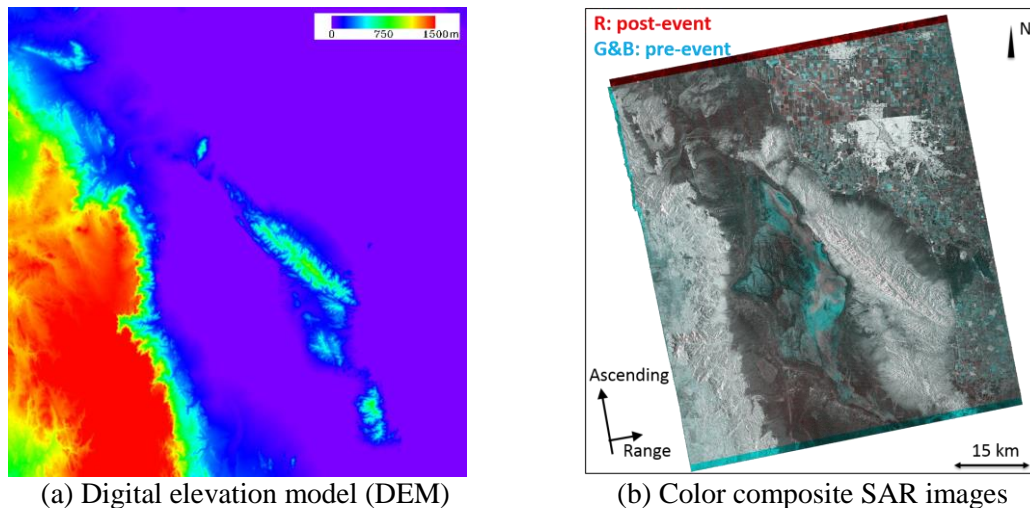 0 750 1500m
R: post-event
G&B: pre-event
N
Ascending
Range
15 km
(a) Digital elevation model (DEM)
(b) Color composite SAR images